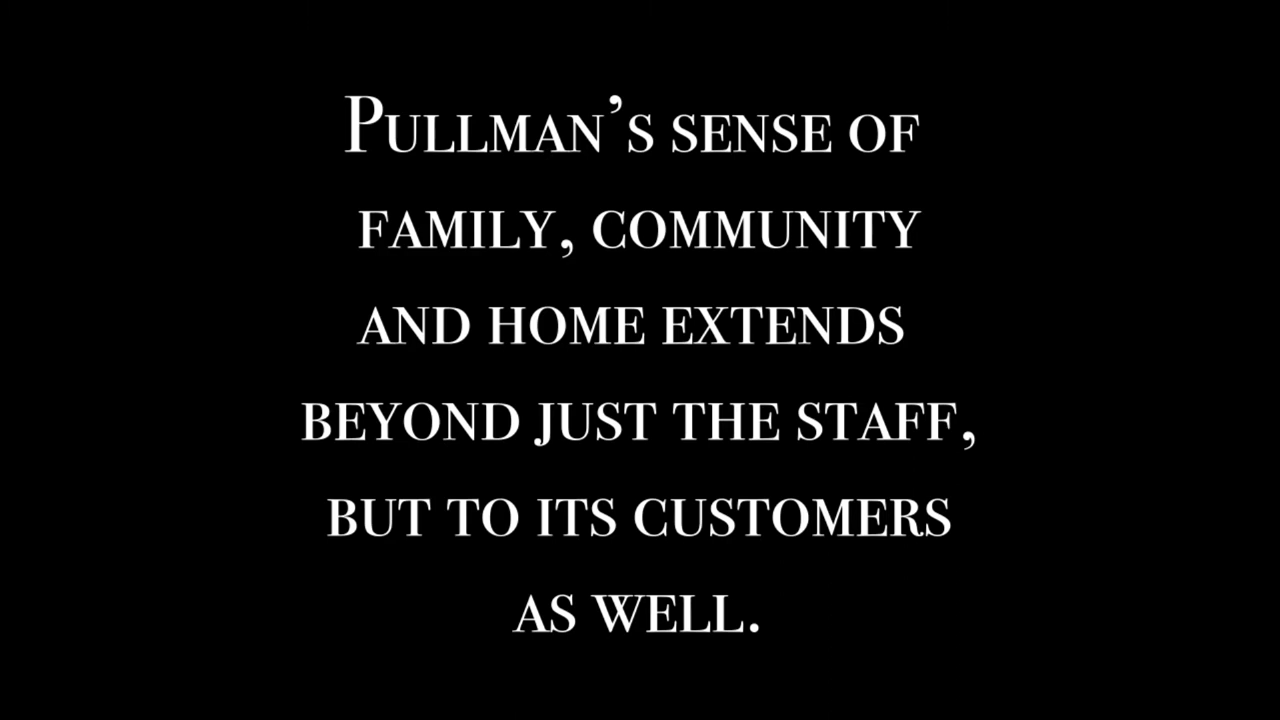 Pullman's sense of
family, community
and home extends
beyond just the staff,
but to its customers
as well.